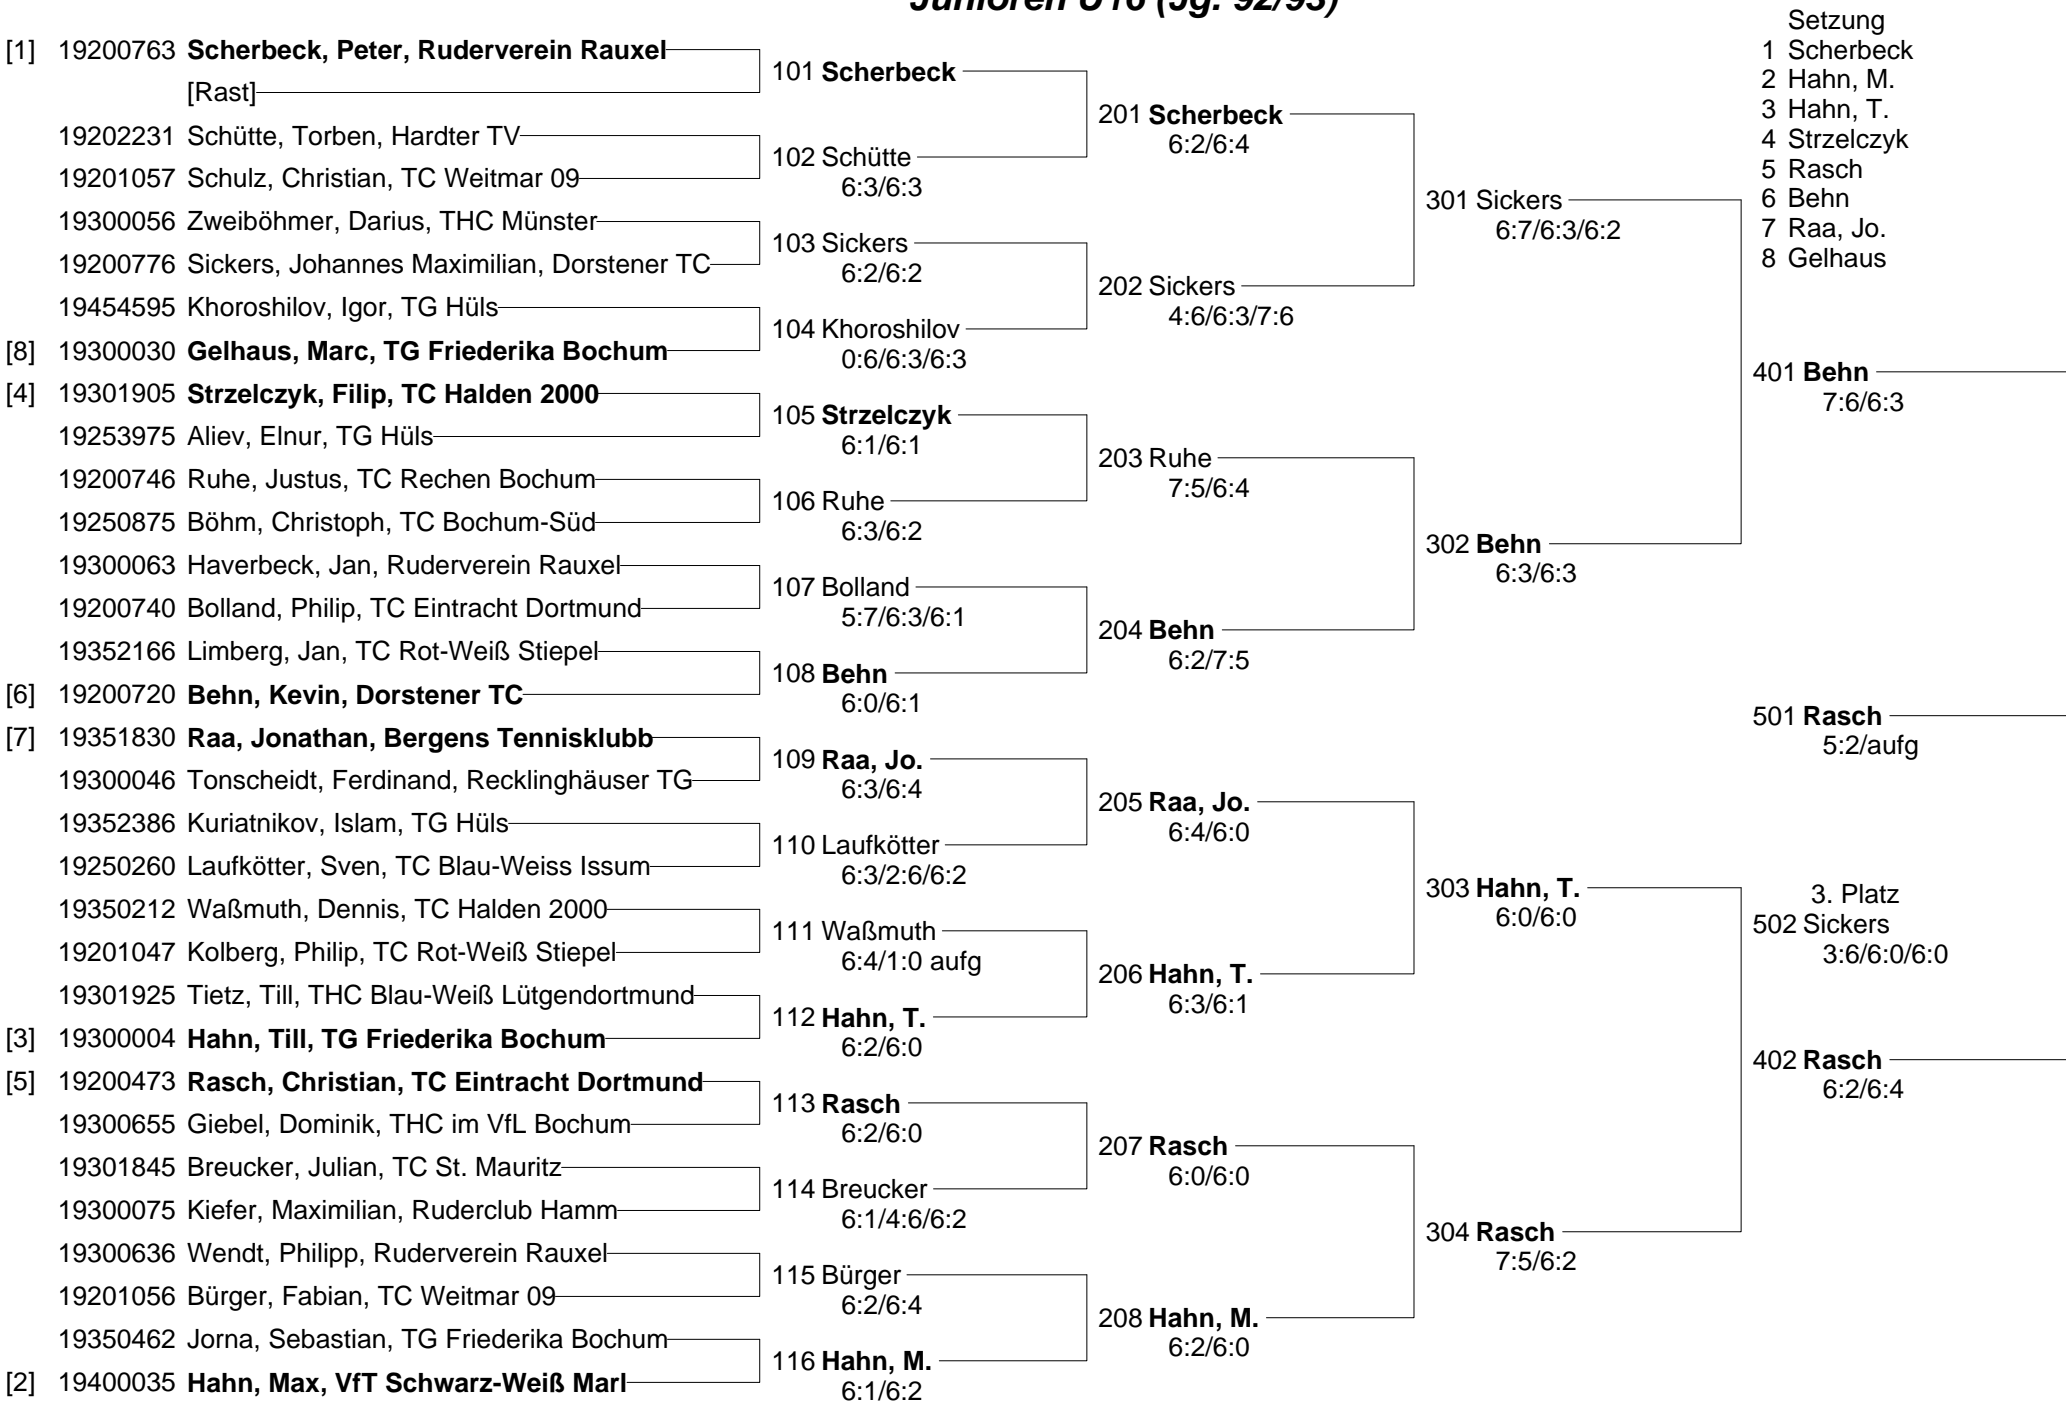 Junioren U16 (Jg. 92/93)
[1] 19200763 Scherbeck, Peter, Ruderverein Rauxel
[Rast]
19202231 Schütte, Torben, Hardter TV
19201057 Schulz, Christian, TC Weitmar 09
19300056 Zweiböhmer, Darius, THC Münster
19200776 Sickers, Johannes Maximilian, Dorstener TC
19454595 Khoroshilov, Igor, TG Hüls
[8] 19300030 Gelhaus, Marc, TG Friederika Bochum
[4] 19301905 Strzelczyk, Filip, TC Halden 2000
19253975 Aliev, Elnur, TG Hüls
19200746 Ruhe, Justus, TC Rechen Bochum
19250875 Böhm, Christoph, TC Bochum-Süd
19300063 Haverbeck, Jan, Ruderverein Rauxel
19200740 Bolland, Philip, TC Eintracht Dortmund
19352166 Limberg, Jan, TC Rot-Weiß Stiepel
[6] 19200720 Behn, Kevin, Dorstener TC
[7] 19351830 Raa, Jonathan, Bergens Tennisklubb
19300046 Tonscheidt, Ferdinand, Recklinghäuser TG
19352386 Kuriatnikov, Islam, TG Hüls
19250260 Laufkötter, Sven, TC Blau-Weiss Issum
19350212 Waßmuth, Dennis, TC Halden 2000
19201047 Kolberg, Philip, TC Rot-Weiß Stiepel
19301925 Tietz, Till, THC Blau-Weiß Lütgendortmund
[3] 19300004 Hahn, Till, TG Friederika Bochum
[5] 19200473 Rasch, Christian, TC Eintracht Dortmund
19300655 Giebel, Dominik, THC im VfL Bochum
19301845 Breucker, Julian, TC St. Mauritz
19300075 Kiefer, Maximilian, Ruderclub Hamm
19300636 Wendt, Philipp, Ruderverein Rauxel
19201056 Bürger, Fabian, TC Weitmar 09
19350462 Jorna, Sebastian, TG Friederika Bochum
[2] 19400035 Hahn, Max, VfT Schwarz-Weiß Marl
101 Scherbeck
102 Schütte
6:3/6:3
103 Sickers
6:2/6:2
104 Khoroshilov
0:6/6:3/6:3
105 Strzelczyk
6:1/6:1
106 Ruhe
6:3/6:2
107 Bolland
5:7/6:3/6:1
108 Behn
6:0/6:1
109 Raa, Jo.
6:3/6:4
110 Laufkötter
6:3/2:6/6:2
111 Waßmuth
6:4/1:0 aufg
112 Hahn, T.
6:2/6:0
113 Rasch
6:2/6:0
114 Breucker
6:1/4:6/6:2
115 Bürger
6:2/6:4
116 Hahn, M.
6:1/6:2
201 Scherbeck
6:2/6:4
202 Sickers
4:6/6:3/7:6
203 Ruhe
7:5/6:4
204 Behn
6:2/7:5
205 Raa, Jo.
6:4/6:0
206 Hahn, T.
6:3/6:1
207 Rasch
6:0/6:0
208 Hahn, M.
6:2/6:0
301 Sickers
6:7/6:3/6:2
302 Behn
6:3/6:3
303 Hahn, T.
6:0/6:0
304 Rasch
7:5/6:2
Setzung
1 Scherbeck
2 Hahn, M.
3 Hahn, T.
4 Strzelczyk
5 Rasch
6 Behn
7 Raa, Jo.
8 Gelhaus
401 Behn
7:6/6:3
501 Rasch
5:2/aufg
3. Platz
502 Sickers
3:6/6:0/6:0
402 Rasch
6:2/6:4